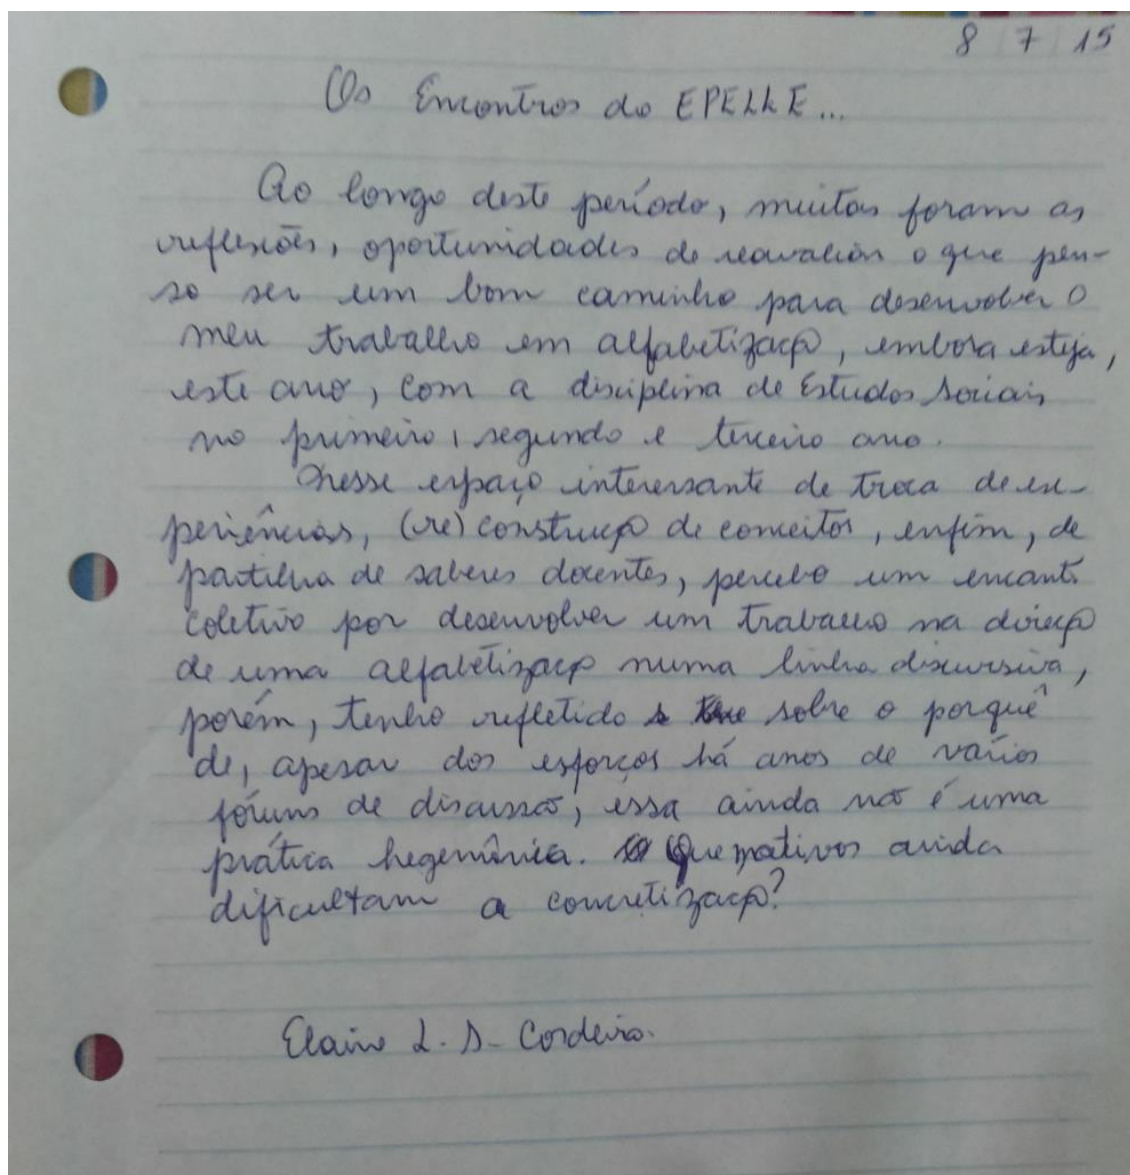 8 7 15
Os Encontros do EPELLE...
Ao longo deste período, muitas foram as
reflexões, oportunidades de reavaliar o que pen-
so ser um bom caminho para desenvolver o
meu trabalho em alfabetização, embora esteja,
este ano, com a disciplina de Estudos Sociais
no primeiro, segundo e terceiro ano.
Nesse espaço interessante de troca de ex-
periências, (re)construção de conceitos, enfim, de
partilha de saberes docentes, percebo um encanto
coletivo por desenvolver um trabalho na direção
de uma alfabetização numa linha discursiva,
porém, tenho refletido sobre o porquê
de, apesar dos esforços há anos de vários
fóruns de discussão, essa ainda não é uma
prática hegemônica. Que motivos ainda
dificultam a concretização?
Elaine L. S. Cordeiro.